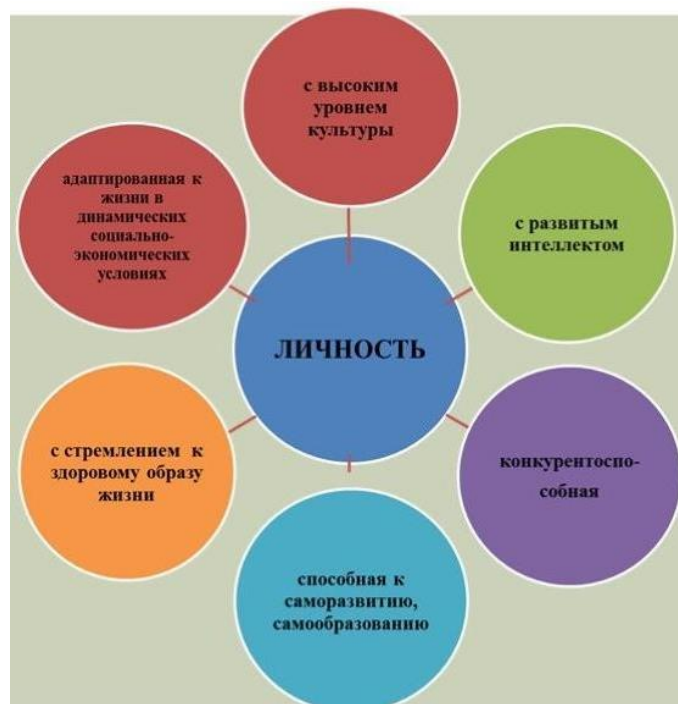 с высоким
уровнем
культуры
адаптированная к
жизни в
динамических
социально-
экономических
условиях
с развитым
интеллектом
ЛИЧНОСТЬ
с стремлением к
здоровому образу
жизни
конкурентоспо-
собная
способная к
саморазвитию,
самообразованию